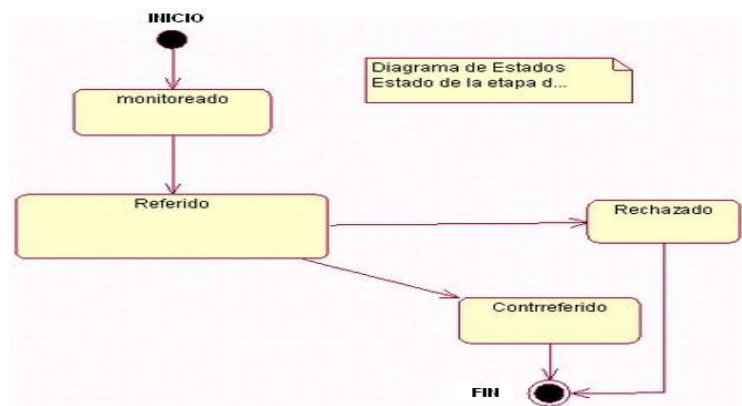 INICIO
Diagrama de Estados
Estado de la etapa d...
monitoreado
Referido
Rechazado
Contrreferido
FIN